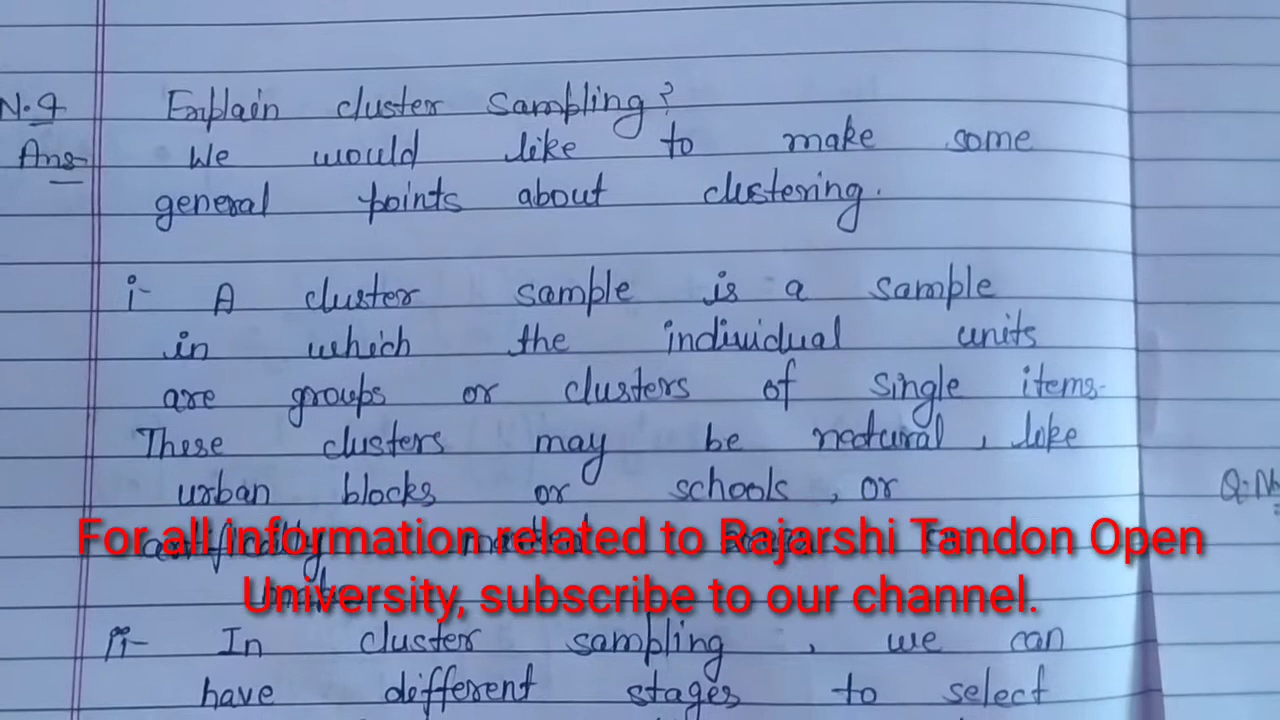 N.9 Explain cluster sampling?
Ans We would like to make some
general points about clustering.
i- A cluster sample is a sample
in which the individual units
are groups or clusters of single items.
These clusters may be natural, like
urban blocks or schools, or
For all information related to Rajarshi Tandon Open
University, subscribe to our channel.
ii- In cluster sampling, we can
have different stages to select